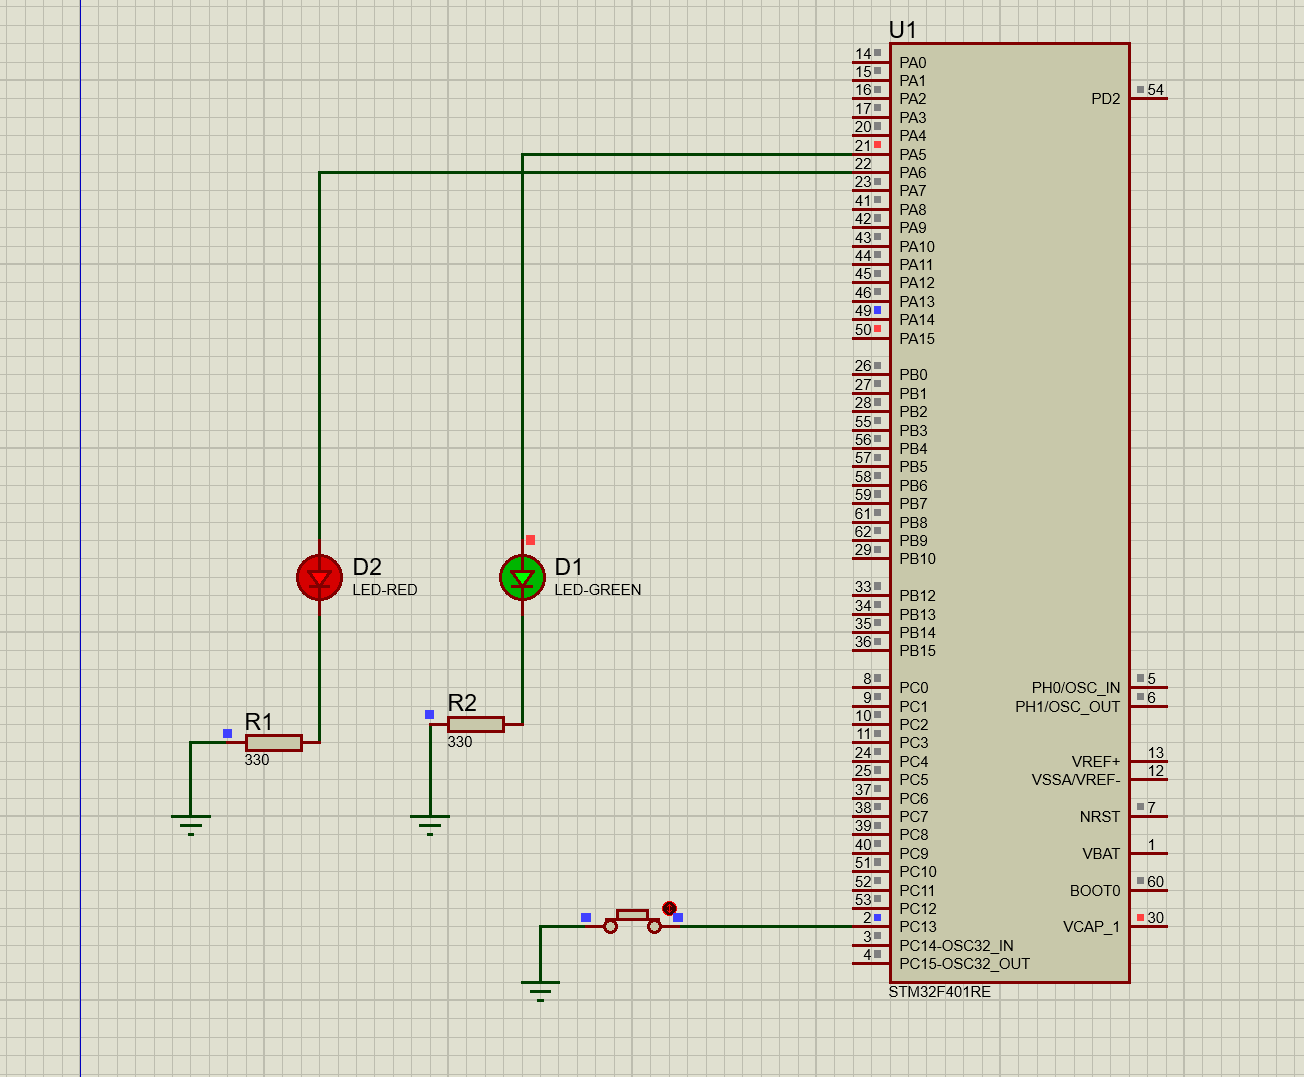 U1
14 PA0
15 PA1
16 PA2
17 PA3
20 PA4
21 PA5
22 PA6
23 PA7
41 PA8
42 PA9
43 PA10
44 PA11
45 PA12
46 PA13
49 PA14
50 PA15
26 PB0
27 PB1
28 PB2
55 PB3
56 PB4
57 PB5
58 PB6
59 PB7
61 PB8
62 PB9
29 PB10
33 PB12
34 PB13
35 PB14
36 PB15
8 PC0
9 PC1
10 PC2
11 PC3
24 PC4
25 PC5
37 PC6
38 PC7
39 PC8
40 PC9
51 PC10
52 PC11
53 PC12
2 PC13
3 PC14-OSC32_IN
4 PC15-OSC32_OUT
PD2 54
PH0/OSC_IN 5
PH1/OSC_OUT 6
VREF+ 13
VSSA/VREF- 12
NRST 7
VBAT 1
BOOT0 60
VCAP_1 30
STM32F401RE
D2
LED-RED
D1
LED-GREEN
R1
330
R2
330